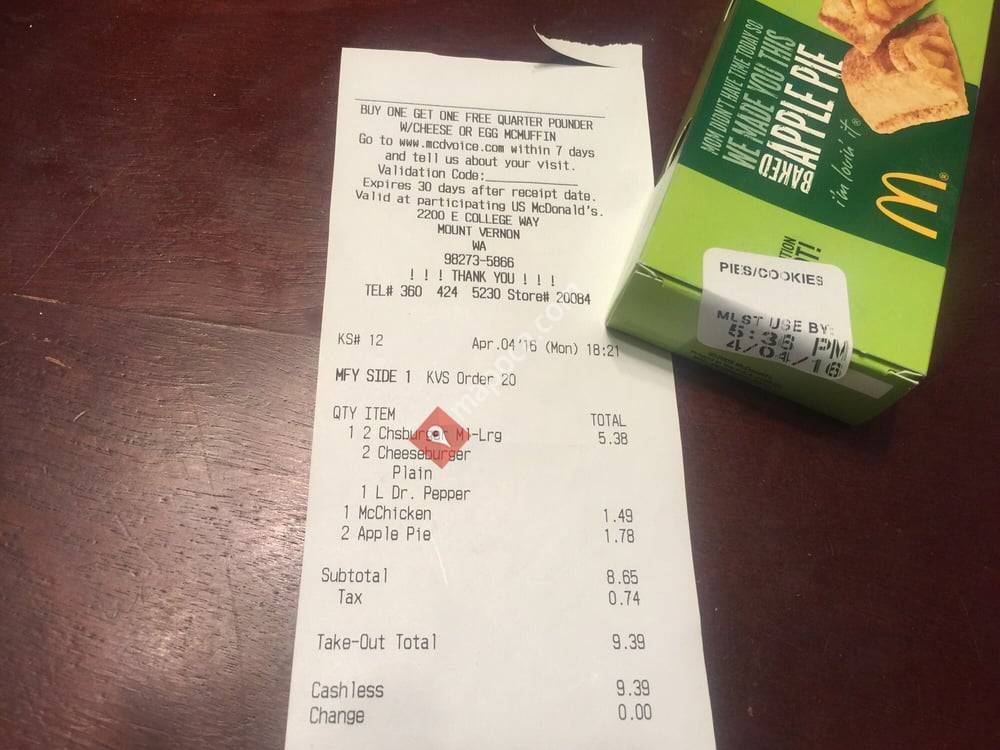 BUY ONE GET ONE FREE QUARTER POUNDER
W/CHEESE OR EGG MCMUFFIN
Go to www.mcdvoice.com within 7 days
and tell us about your visit.
Validation Code:
Expires 30 days after receipt date.
Valid at participating US McDonald's.
2200 E COLLEGE WAY
MOUNT VERNON
WA
98273-5866
! ! ! THANK YOU ! ! !
TEL# 360 424 5230 Store# 20084
KS# 12 Apr.04'16 (Mon) 18:21
MFY SIDE 1 KVS Order 20
QTY ITEM TOTAL
1 2 Chsburger Ml-Lrg 5.38
2 Cheeseburger
Plain
1 L Dr. Pepper
1 McChicken 1.49
2 Apple Pie 1.78
Subtotal 8.65
Tax 0.74
Take-Out Total 9.39
Cashless 9.39
Change 0.00
MOM DIDN'T HAVE TIME TODAY SO
WE MADE YOU THIS
BAKED APPLE PIE
i'm lovin' it®
PIES/COOKIES
MUST USE BY:
5:36 PM
4/04/16